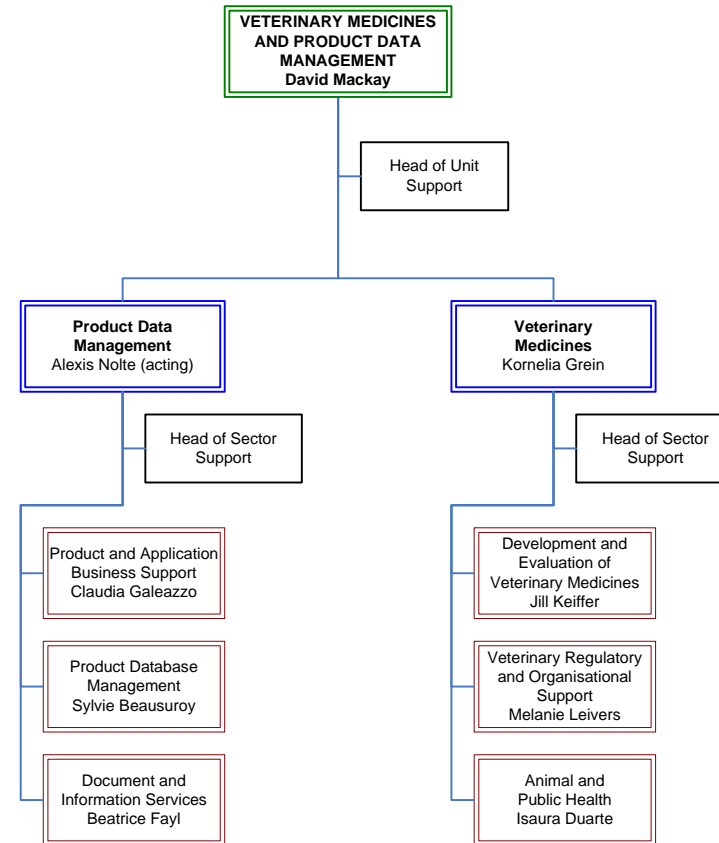 VETERINARY MEDICINES
AND PRODUCT DATA
MANAGEMENT
David Mackay
Head of Unit
Support
Product Data
Management
Alexis Nolte (acting)
Veterinary
Medicines
Kornelia Grein
Head of Sector
Support
Head of Sector
Support
Product and Application
Business Support
Claudia Galeazzo
Development and
Evaluation of
Veterinary Medicines
Jill Keiffer
Product Database
Management
Sylvie Beausuroy
Veterinary Regulatory
and Organisational
Support
Melanie Leivers
Document and
Information Services
Beatrice Fayl
Animal and
Public Health
Isaura Duarte